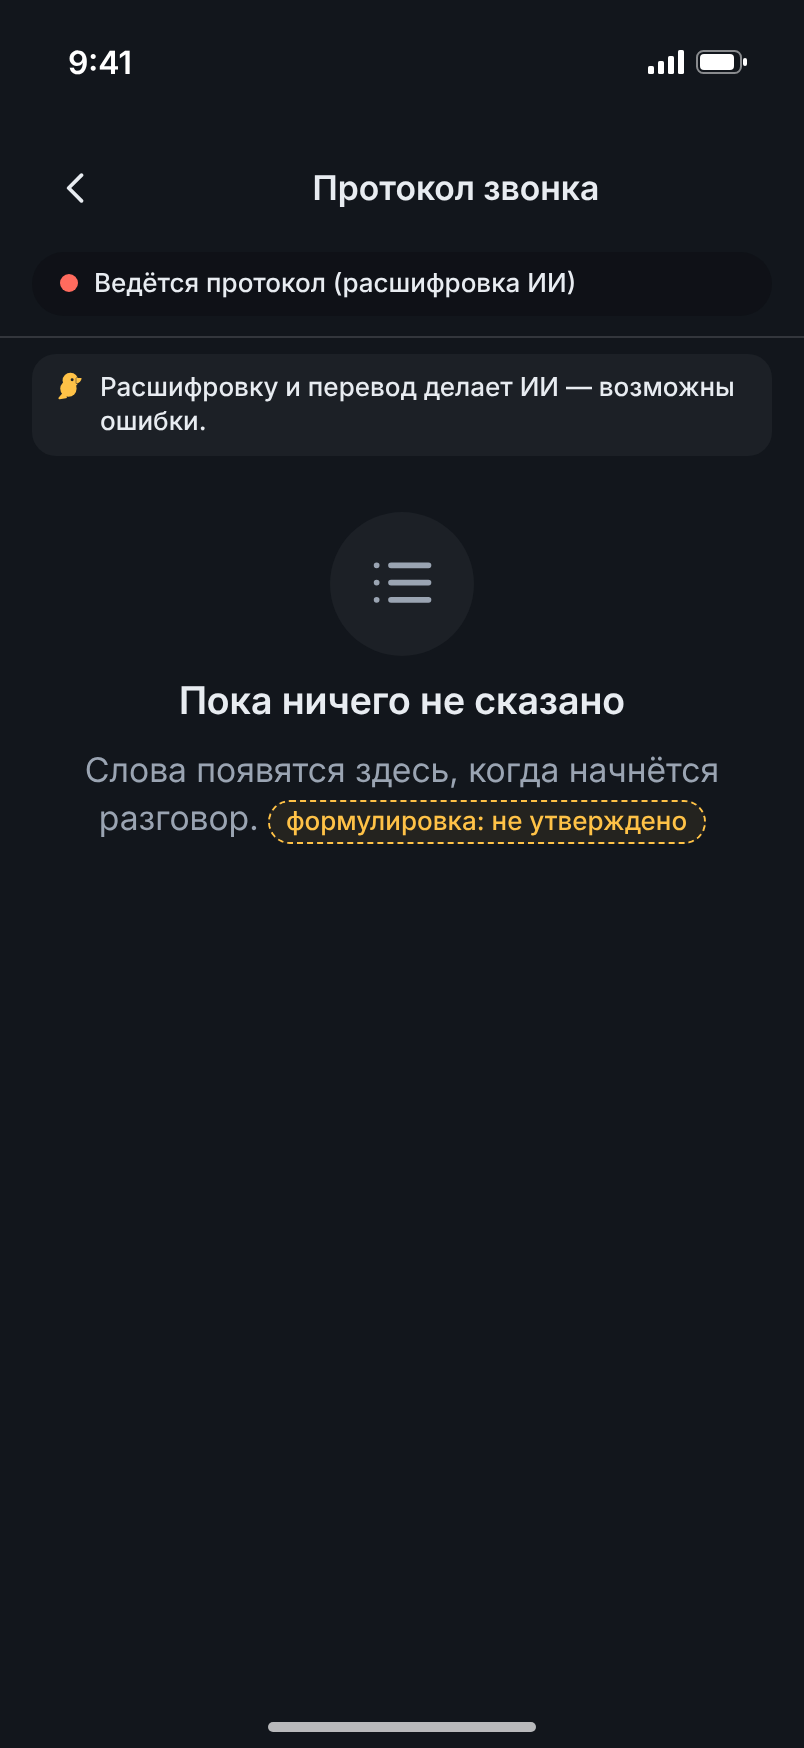 9:41
Протокол звонка
Ведётся протокол (расшифровка ИИ)
Расшифровку и перевод делает ИИ — возможны
ошибки.
Пока ничего не сказано
Слова появятся здесь, когда начнётся
разговор. формулировка: не утверждено